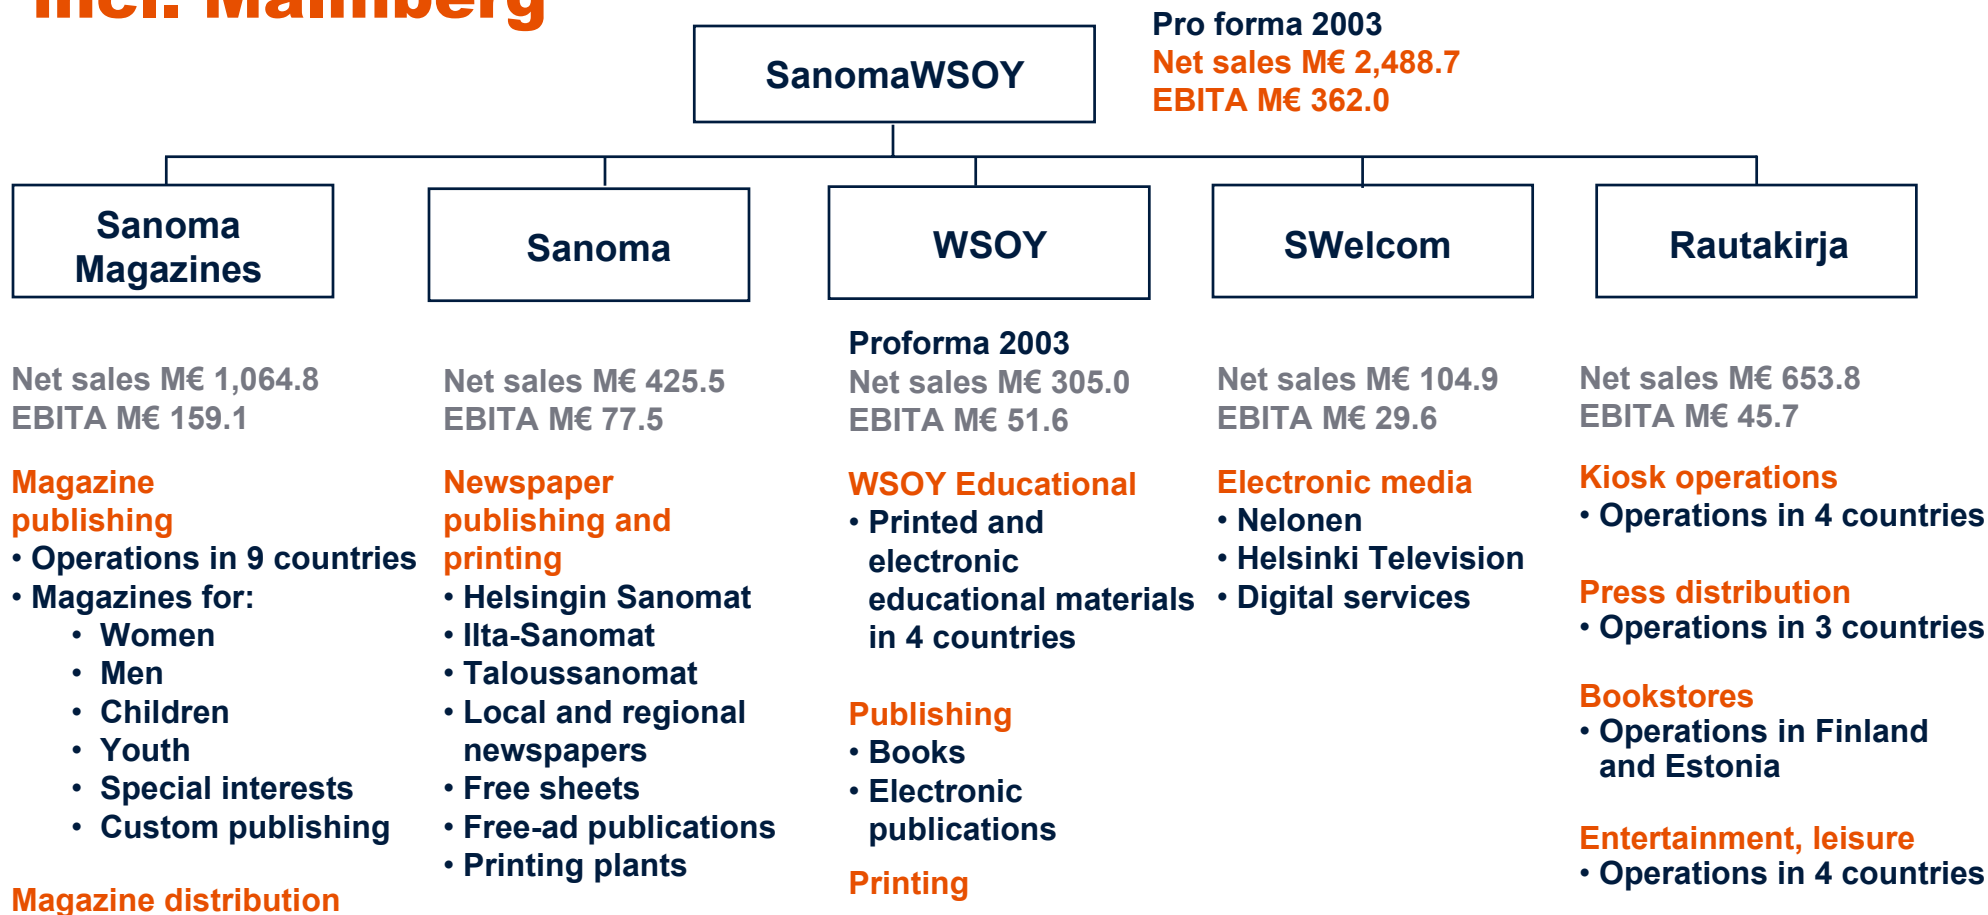 incl. Malmberg
Pro forma 2003
Net sales M€ 2,488.7
EBITA M€ 362.0
SanomaWSOY
Sanoma
Magazines
Sanoma
WSOY
SWelcom
Rautakirja
Net sales M€ 1,064.8
EBITA M€ 159.1
Magazine
publishing
• Operations in 9 countries
• Magazines for:
• Women
• Men
• Children
• Youth
• Special interests
• Custom publishing
Magazine distribution
Net sales M€ 425.5
EBITA M€ 77.5
Newspaper
publishing and
printing
• Helsingin Sanomat
• Ilta-Sanomat
• Taloussanomat
• Local and regional
newspapers
• Free sheets
• Free-ad publications
• Printing plants
Proforma 2003
Net sales M€ 305.0
EBITA M€ 51.6
WSOY Educational
• Printed and
electronic
educational materials
in 4 countries
Publishing
• Books
• Electronic
publications
Printing
Net sales M€ 104.9
EBITA M€ 29.6
Electronic media
• Nelonen
• Helsinki Television
• Digital services
Net sales M€ 653.8
EBITA M€ 45.7
Kiosk operations
• Operations in 4 countries
Press distribution
• Operations in 3 countries
Bookstores
• Operations in Finland
and Estonia
Entertainment, leisure
• Operations in 4 countries